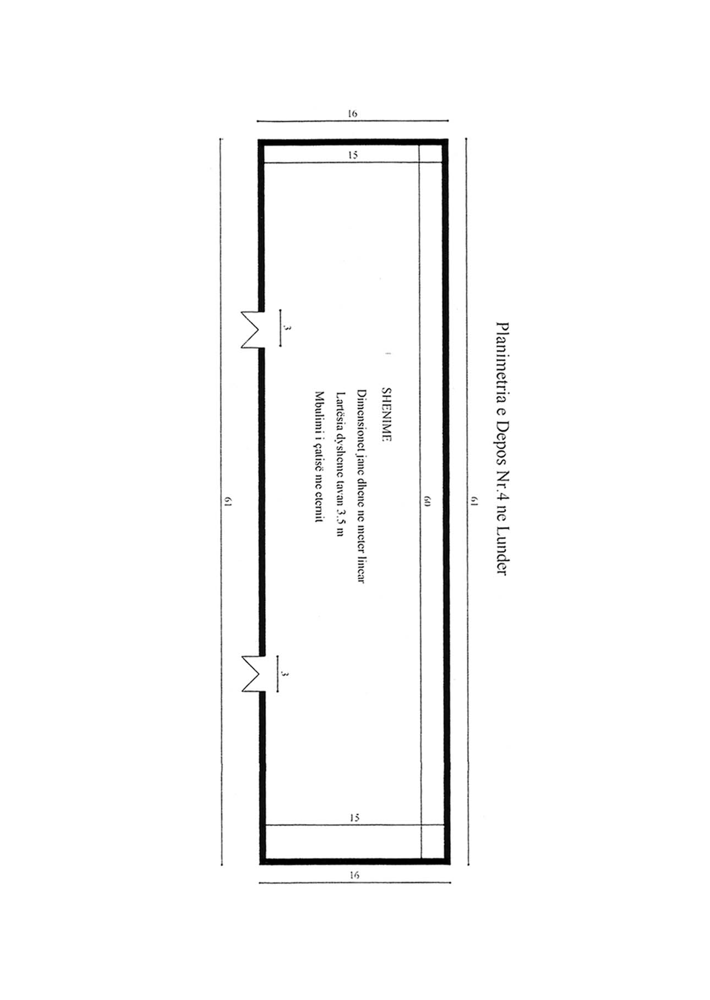 Planimetria e Depos Nr.4 ne Lunder
16
61
15
60
3
SHENIME
Dimensionet jane dhene ne meter linear
Lartësia dysheme tavan 3.5 m
Mbulimi i çatisë me eternit
61
3
15
16